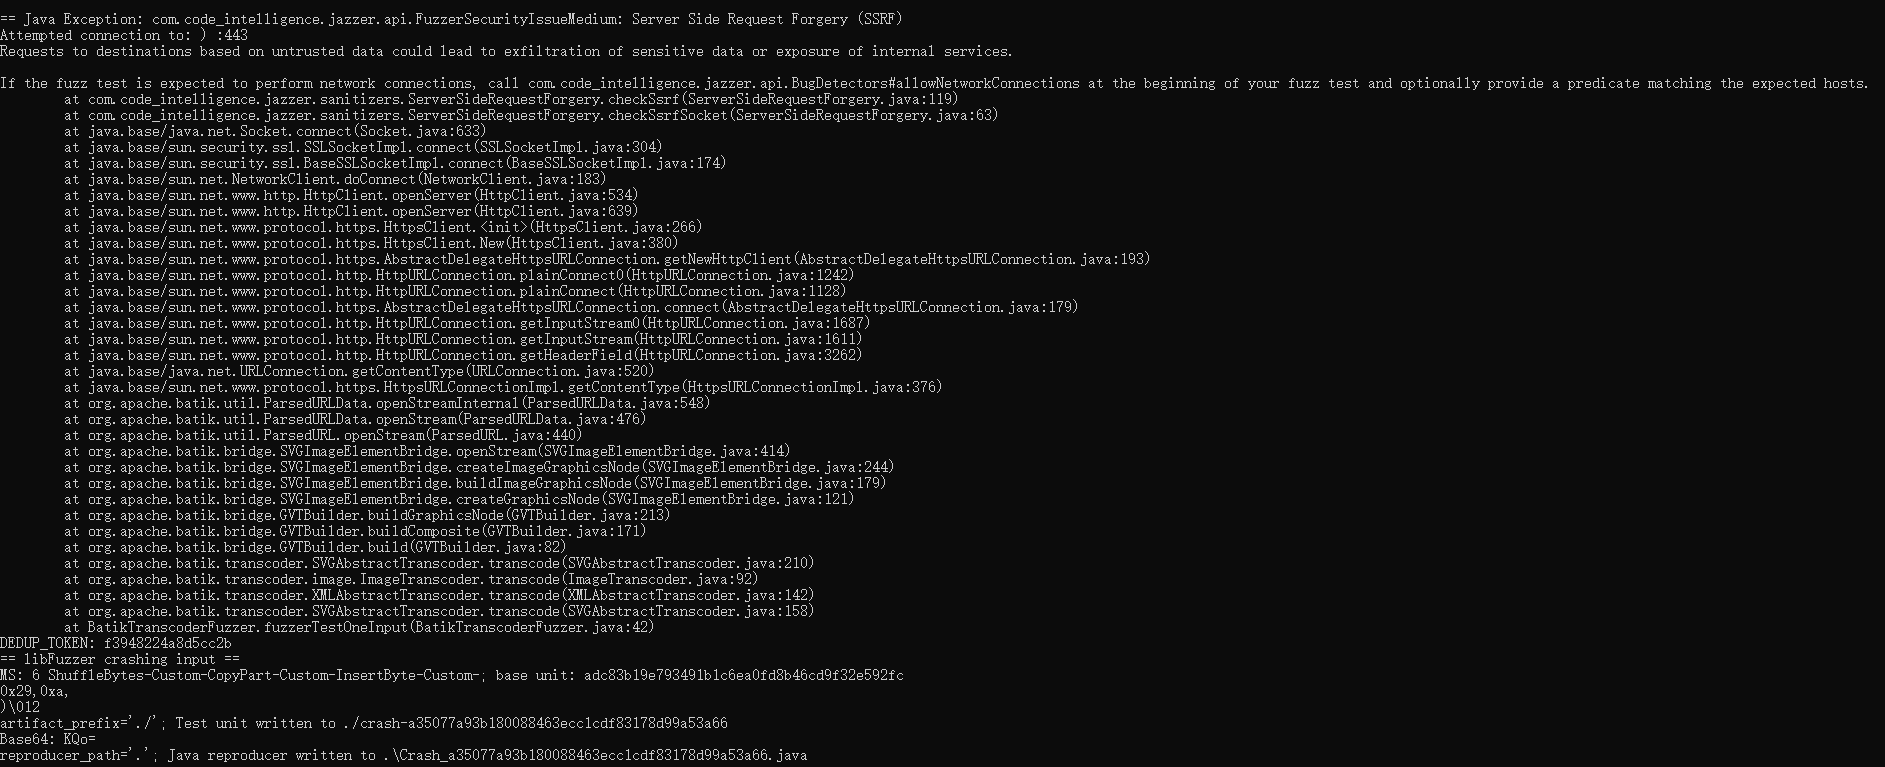 == Java Exception: com.code_intelligence.jazzer.api.FuzzerSecurityIssueMedium: Server Side Request Forgery (SSRF)
Attempted connection to: ) :443
Requests to destinations based on untrusted data could lead to exfiltration of sensitive data or exposure of internal services.

If the fuzz test is expected to perform network connections, call com.code_intelligence.jazzer.api.BugDetectors#allowNetworkConnections at the beginning of your fuzz test and optionally provide a predicate matching the expected hosts.
        at com.code_intelligence.jazzer.sanitizers.ServerSideRequestForgery.checkSsrf(ServerSideRequestForgery.java:119)
        at com.code_intelligence.jazzer.sanitizers.ServerSideRequestForgery.checkSsrfSocket(ServerSideRequestForgery.java:63)
        at java.base/java.net.Socket.connect(Socket.java:633)
        at java.base/sun.security.ssl.SSLSocketImpl.connect(SSLSocketImpl.java:304)
        at java.base/sun.security.ssl.BaseSSLSocketImpl.connect(BaseSSLSocketImpl.java:174)
        at java.base/sun.net.NetworkClient.doConnect(NetworkClient.java:183)
        at java.base/sun.net.www.http.HttpClient.openServer(HttpClient.java:534)
        at java.base/sun.net.www.http.HttpClient.openServer(HttpClient.java:639)
        at java.base/sun.net.www.protocol.https.HttpsClient.<init>(HttpsClient.java:266)
        at java.base/sun.net.www.protocol.https.HttpsClient.New(HttpsClient.java:380)
        at java.base/sun.net.www.protocol.https.AbstractDelegateHttpsURLConnection.getNewHttpClient(AbstractDelegateHttpsURLConnection.java:193)
        at java.base/sun.net.www.protocol.http.HttpURLConnection.plainConnect0(HttpURLConnection.java:1242)
        at java.base/sun.net.www.protocol.http.HttpURLConnection.plainConnect(HttpURLConnection.java:1128)
        at java.base/sun.net.www.protocol.https.AbstractDelegateHttpsURLConnection.connect(AbstractDelegateHttpsURLConnection.java:179)
        at java.base/sun.net.www.protocol.http.HttpURLConnection.getInputStream0(HttpURLConnection.java:1687)
        at java.base/sun.net.www.protocol.http.HttpURLConnection.getInputStream(HttpURLConnection.java:1611)
        at java.base/sun.net.www.protocol.http.HttpURLConnection.getHeaderField(HttpURLConnection.java:3262)
        at java.base/java.net.URLConnection.getContentType(URLConnection.java:520)
        at java.base/sun.net.www.protocol.https.HttpsURLConnectionImpl.getContentType(HttpsURLConnectionImpl.java:376)
        at org.apache.batik.util.ParsedURLData.openStreamInternal(ParsedURLData.java:548)
        at org.apache.batik.util.ParsedURLData.openStream(ParsedURLData.java:476)
        at org.apache.batik.util.ParsedURL.openStream(ParsedURL.java:440)
        at org.apache.batik.bridge.SVGImageElementBridge.openStream(SVGImageElementBridge.java:414)
        at org.apache.batik.bridge.SVGImageElementBridge.createImageGraphicsNode(SVGImageElementBridge.java:244)
        at org.apache.batik.bridge.SVGImageElementBridge.buildImageGraphicsNode(SVGImageElementBridge.java:179)
        at org.apache.batik.bridge.SVGImageElementBridge.createGraphicsNode(SVGImageElementBridge.java:121)
        at org.apache.batik.bridge.GVTBuilder.buildGraphicsNode(GVTBuilder.java:213)
        at org.apache.batik.bridge.GVTBuilder.buildComposite(GVTBuilder.java:171)
        at org.apache.batik.bridge.GVTBuilder.build(GVTBuilder.java:82)
        at org.apache.batik.transcoder.SVGAbstractTranscoder.transcode(SVGAbstractTranscoder.java:210)
        at org.apache.batik.transcoder.image.ImageTranscoder.transcode(ImageTranscoder.java:92)
        at org.apache.batik.transcoder.XMLAbstractTranscoder.transcode(XMLAbstractTranscoder.java:142)
        at org.apache.batik.transcoder.SVGAbstractTranscoder.transcode(SVGAbstractTranscoder.java:158)
        at BatikTranscoderFuzzer.fuzzerTestOneInput(BatikTranscoderFuzzer.java:42)
DEDUP_TOKEN: f3948224a8d5cc2b
== libFuzzer crashing input ==
MS: 6 ShuffleBytes-Custom-CopyPart-Custom-InsertByte-Custom-; base unit: adc83b19e793491b1c6ea0fd8b46cd9f32e592fc
0x29,0xa,
)\012
artifact_prefix='./'; Test unit written to ./crash-a35077a93b180088463ecc1cdf83178d99a53a66
Base64: KQo=
reproducer_path='.'; Java reproducer written to .\Crash_a35077a93b180088463ecc1cdf83178d99a53a66.java